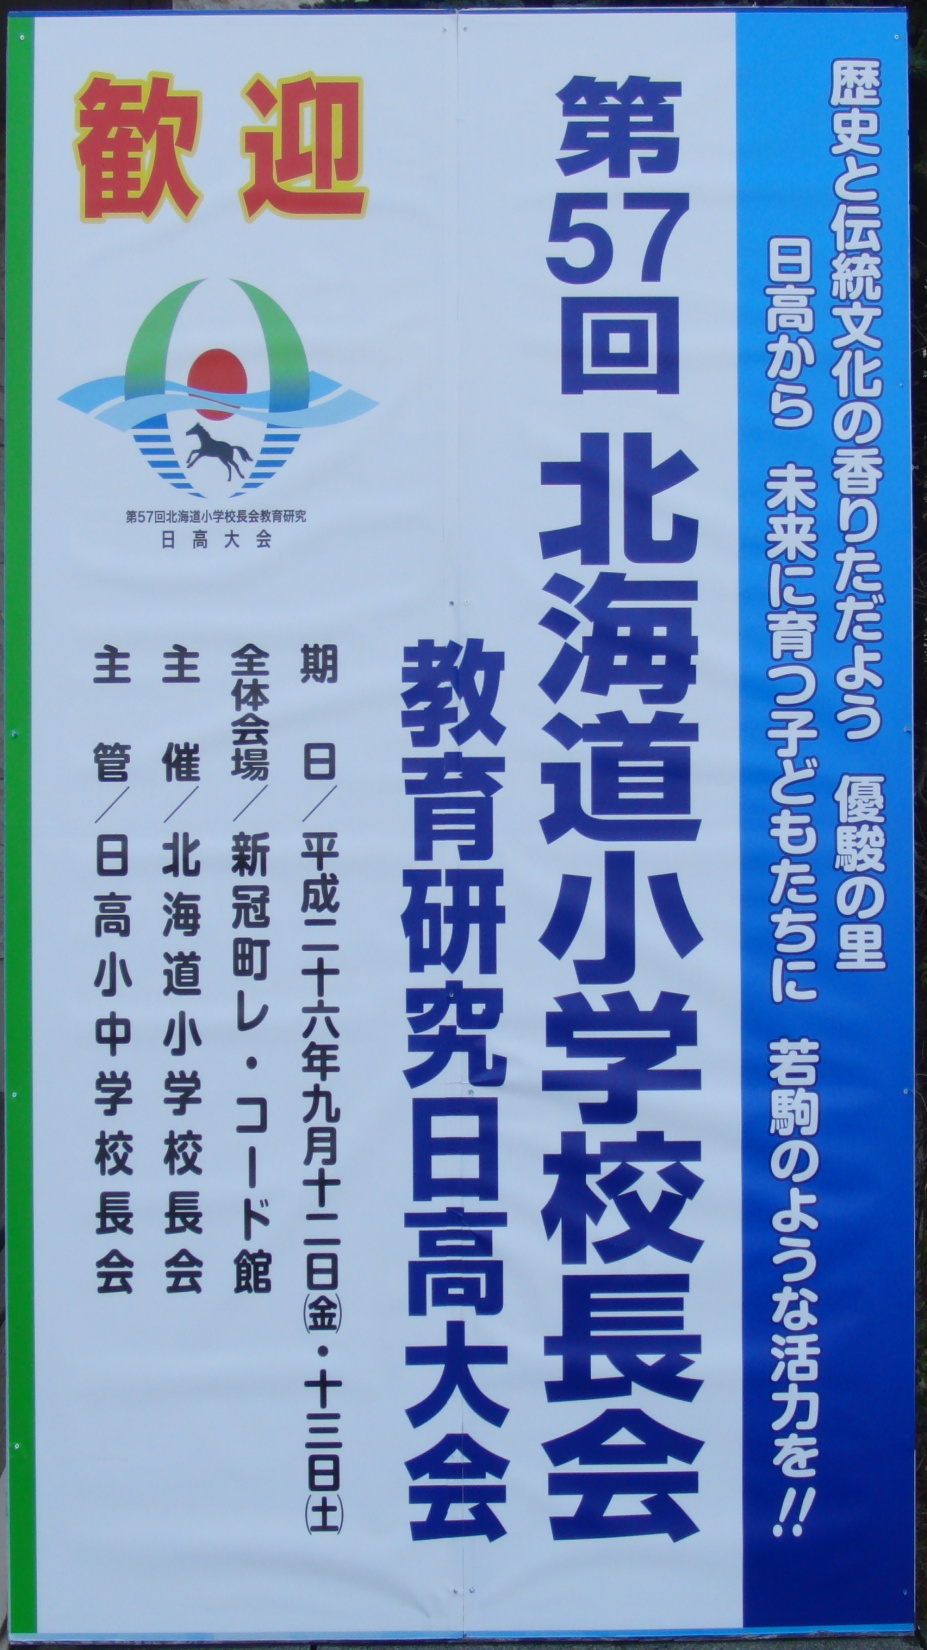 歴史と伝統文化の香りただよう　優駿の里
日高から　未来に育つ子どもたちに　若駒のような活力を!!
第57回 北海道小学校長会
教育研究日高大会
歓迎
第57回北海道小学校長会教育研究
日高大会
期日／平成二十六年九月十二日(金)・十三日(土)
全体会場／新冠町レ・コード館
主催／北海道小学校長会
主管／日高小中学校長会